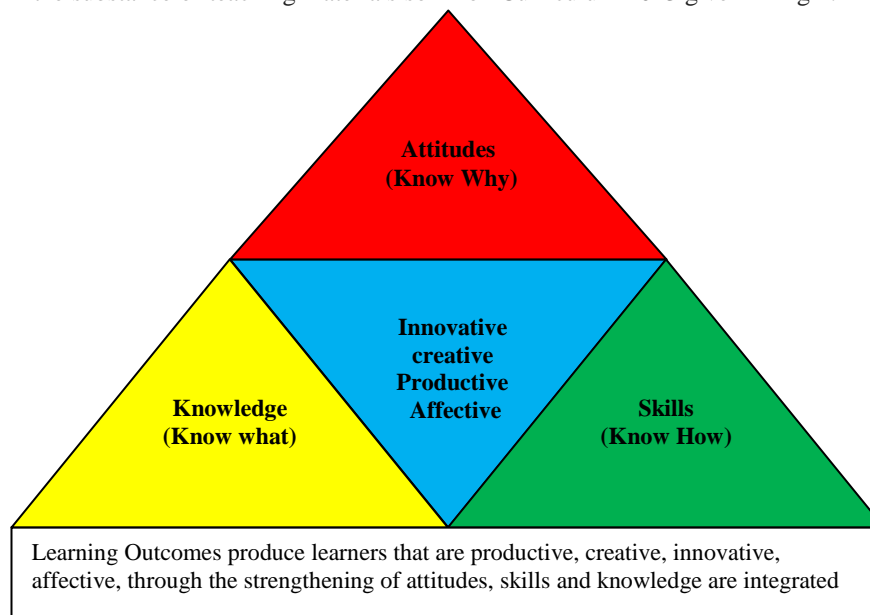 Attitudes
(Know Why)
Innovative
creative
Productive
Affective
Knowledge
(Know what)
Skills
(Know How)
Learning Outcomes produce learners that are productive, creative, innovative,
affective, through the strengthening of attitudes, skills and knowledge are integrated